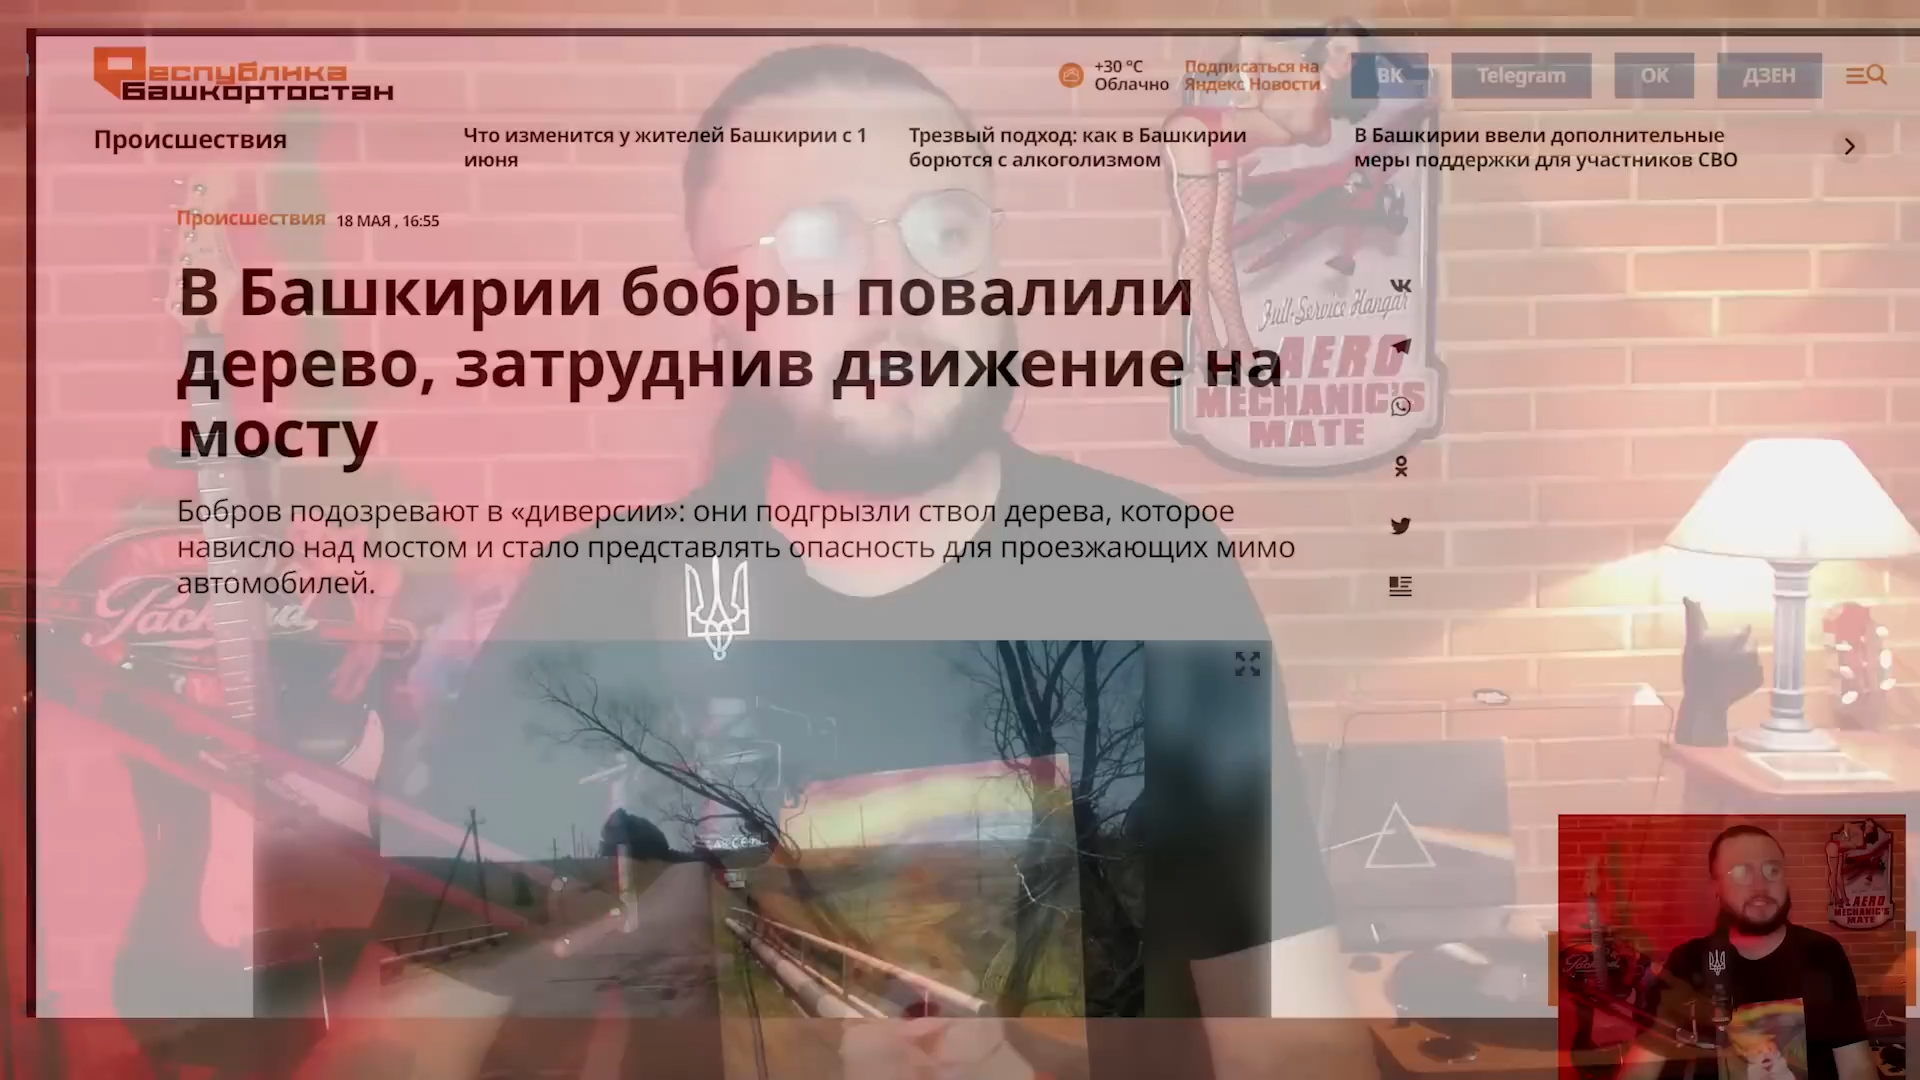 Республика
Башкортостан
+30 °C
Облачно
Подписаться на
Яндекс Новости
ВК
Telegram
ОК
ДЗЕН
Происшествия
Что изменится у жителей Башкирии с 1
июня
Трезвый подход: как в Башкирии
борются с алкоголизмом
В Башкирии ввели дополнительные
меры поддержки для участников СВО
Происшествия 18 МАЯ , 16:55
В Башкирии бобры повалили
дерево, затруднив движение на
мосту
Бобров подозревают в «диверсии»: они подгрызли ствол дерева, которое
нависло над мостом и стало представлять опасность для проезжающих мимо
автомобилей.
Full-Service Hangar
AERO
MECHANIC'S
MATE
AERO
MECHANIC'S
MATE